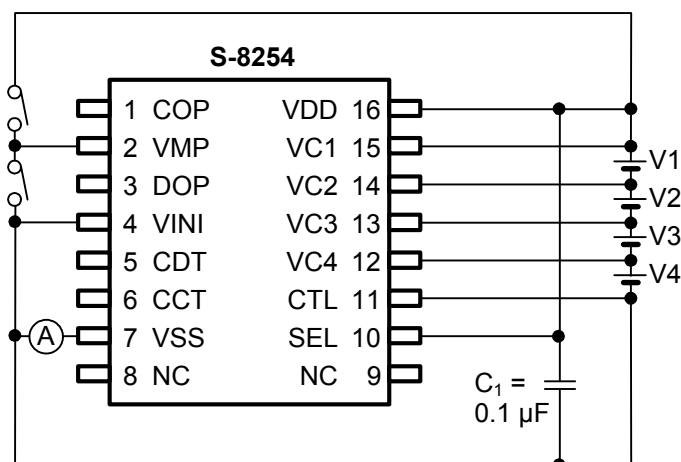 S-8254
1 COP VDD 16
2 VMP VC1 15
3 DOP VC2 14
4 VINI VC3 13
5 CDT VC4 12
6 CCT CTL 11
7 VSS SEL 10
8 NC NC 9
A
V1
V2
V3
V4
C₁ =
0.1 µF